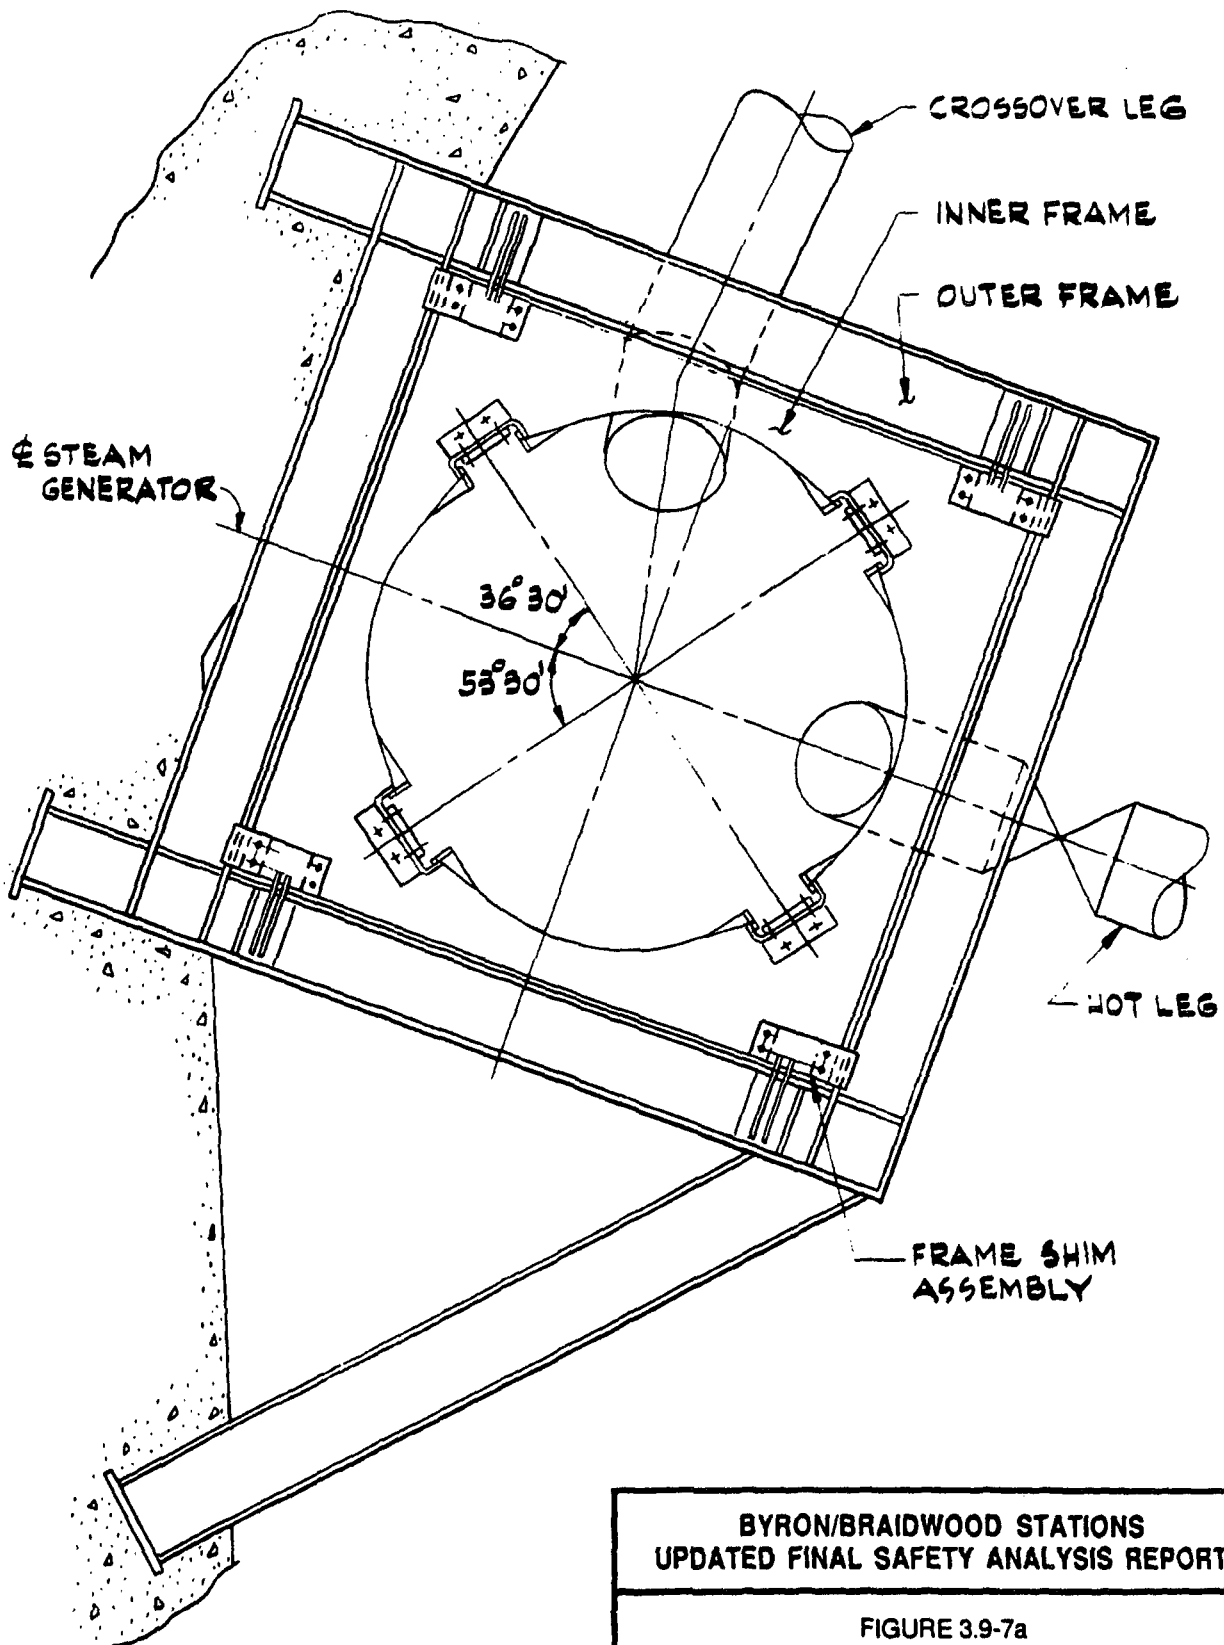 CROSSOVER LEG
INNER FRAME
OUTER FRAME
℄ STEAM
GENERATOR
36° 30'
53° 30'
HOT LEG
FRAME SHIM
ASSEMBLY
BYRON/BRAIDWOOD STATIONS
UPDATED FINAL SAFETY ANALYSIS REPORT
FIGURE 3.9-7a